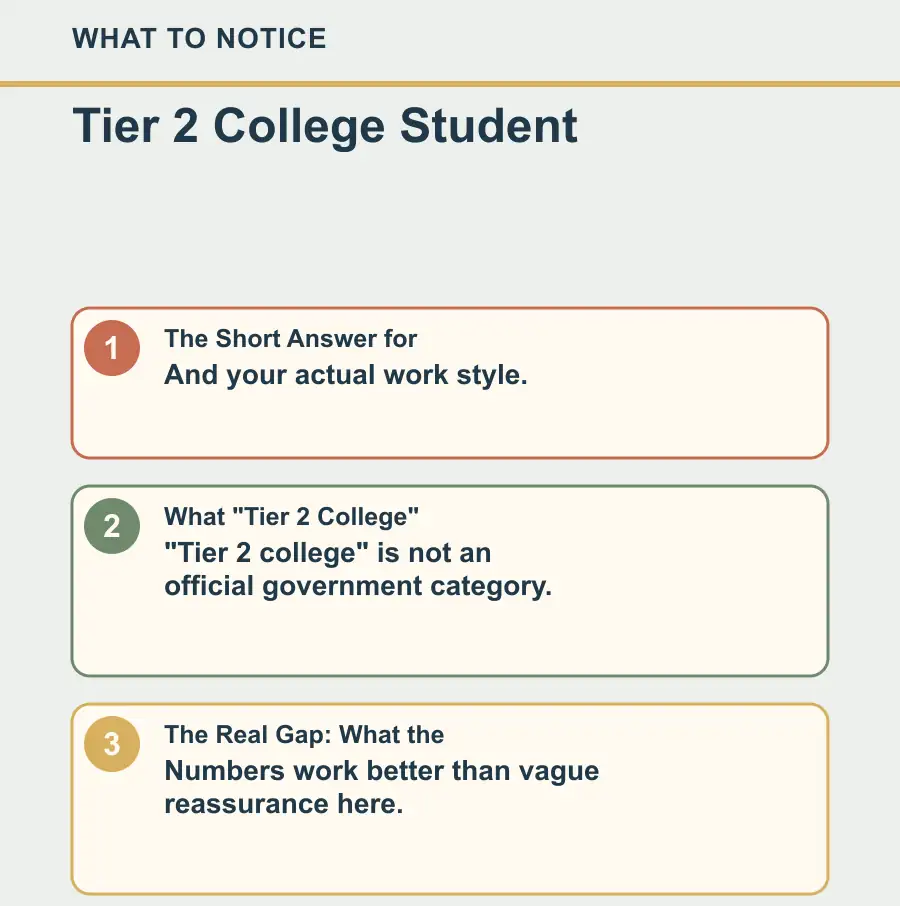 WHAT TO NOTICE
Tier 2 College Student
1
The Short Answer for
And your actual work style.
2
What "Tier 2 College"
"Tier 2 college" is not an
official government category.
3
The Real Gap: What the
Numbers work better than vague
reassurance here.